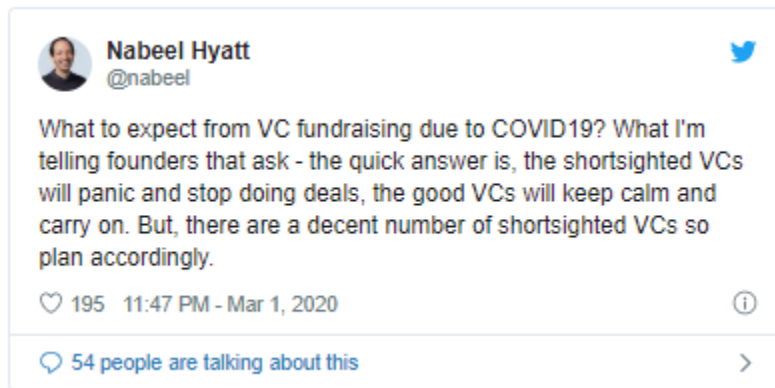 Nabeel Hyatt
@nabeel
What to expect from VC fundraising due to COVID19? What I'm
telling founders that ask - the quick answer is, the shortsighted VCs
will panic and stop doing deals, the good VCs will keep calm and
carry on. But, there are a decent number of shortsighted VCs so
plan accordingly.
195 11:47 PM - Mar 1, 2020
54 people are talking about this